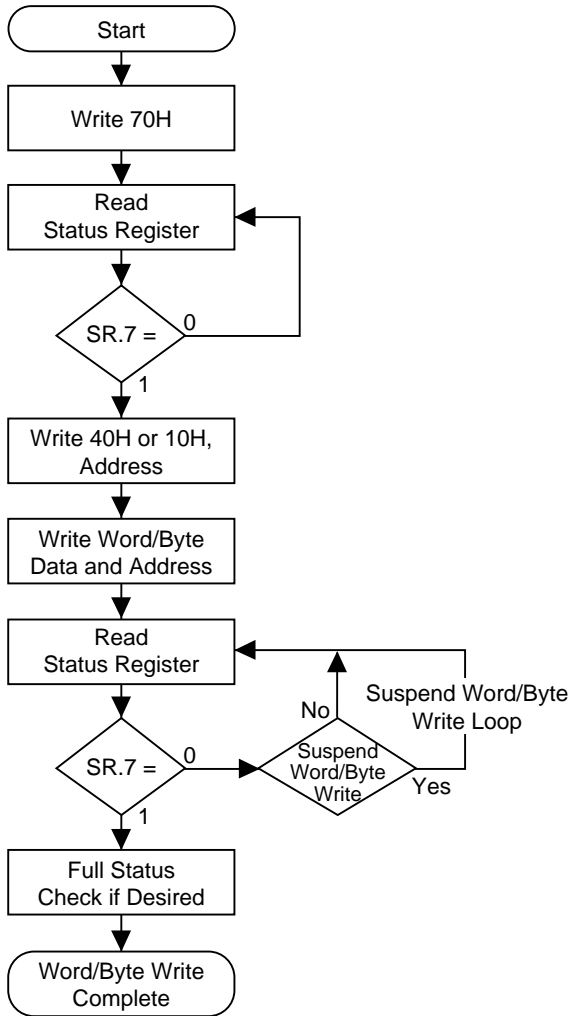 Start
Write 70H
Read
Status Register
SR.7 =
0
1
Write 40H or 10H,
Address
Write Word/Byte
Data and Address
Read
Status Register
SR.7 =
0
1
Suspend
Word/Byte
Write
No
Yes
Suspend Word/Byte
Write Loop
Full Status
Check if Desired
Word/Byte Write
Complete